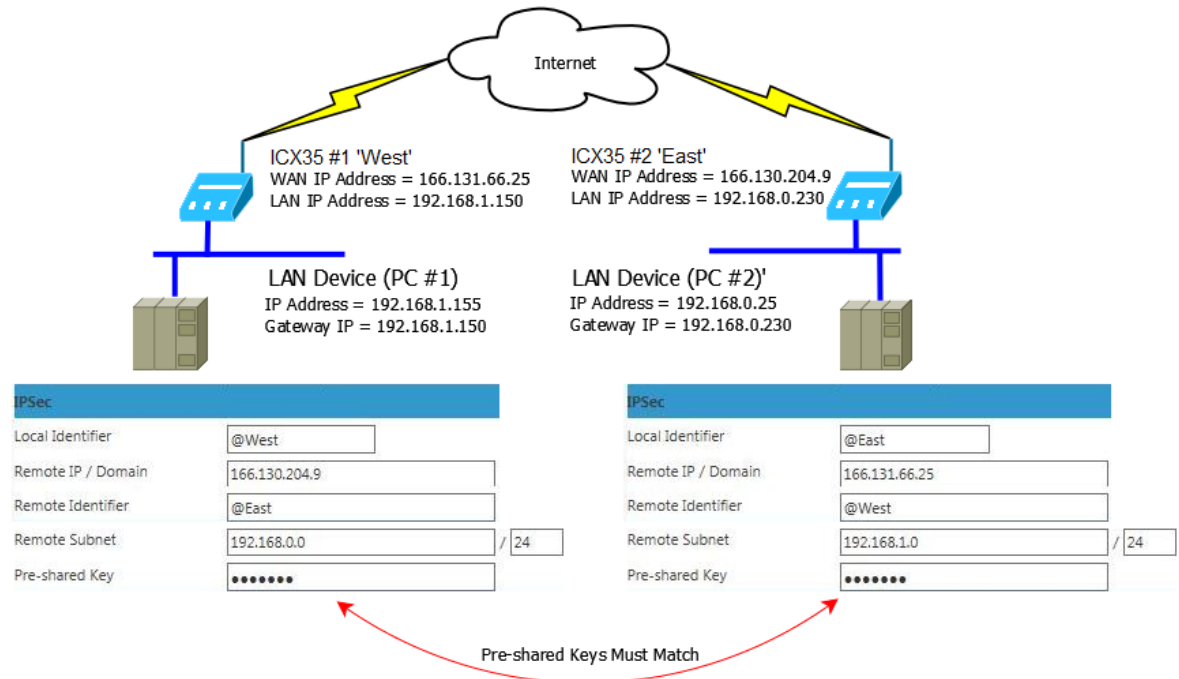 Internet
ICX35 #1 'West'
WAN IP Address = 166.131.66.25
LAN IP Address = 192.168.1.150
ICX35 #2 'East'
WAN IP Address = 166.130.204.9
LAN IP Address = 192.168.0.230
LAN Device (PC #1)
IP Address = 192.168.1.155
Gateway IP = 192.168.1.150
LAN Device (PC #2)'
IP Address = 192.168.0.25
Gateway IP = 192.168.0.230
IPSec
Local Identifier @West
Remote IP / Domain 166.130.204.9
Remote Identifier @East
Remote Subnet 192.168.0.0 / 24
Pre-shared Key •••••••
IPSec
Local Identifier @East
Remote IP / Domain 166.131.66.25
Remote Identifier @West
Remote Subnet 192.168.1.0 / 24
Pre-shared Key •••••••
Pre-shared Keys Must Match